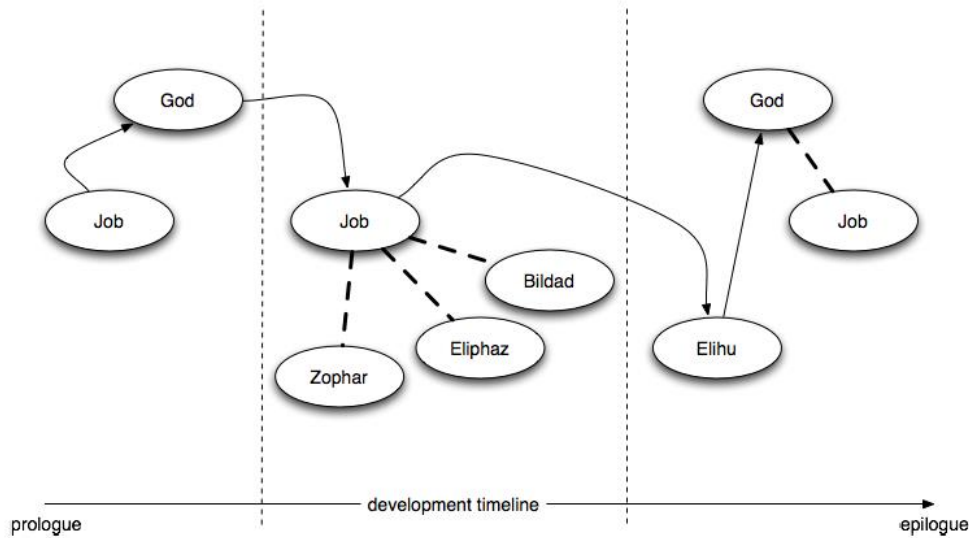 God
Job
God
Job
Job
Bildad
Eliphaz
Zophar
Elihu
development timeline
prologue
epilogue